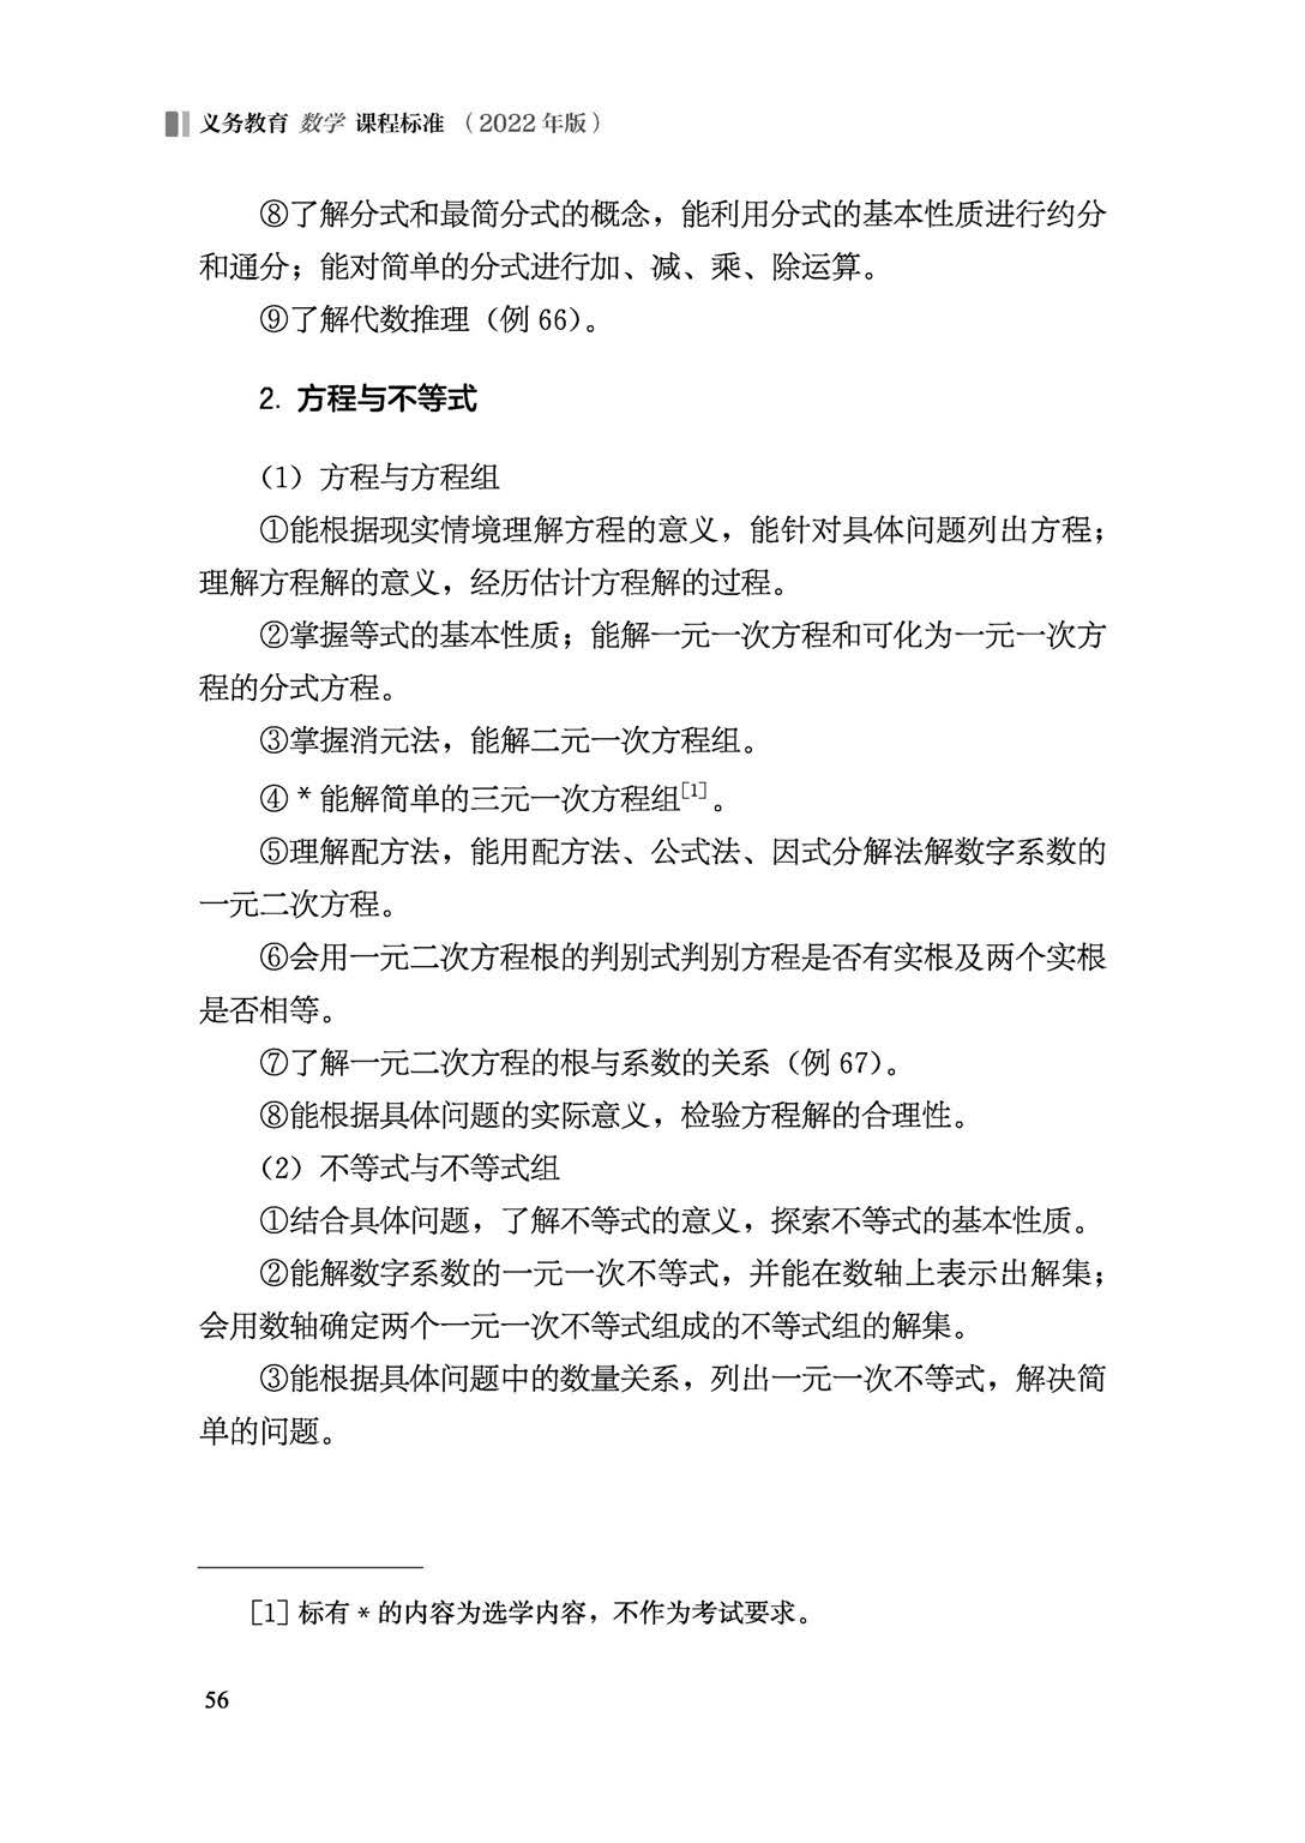 义务教育 数学 课程标准（2022 年版）
⑧了解分式和最简分式的概念，能利用分式的基本性质进行约分
和通分；能对简单的分式进行加、减、乘、除运算。
⑨了解代数推理（例 66）。
2. 方程与不等式
（1）方程与方程组
①能根据现实情境理解方程的意义，能针对具体问题列出方程；
理解方程解的意义，经历估计方程解的过程。
②掌握等式的基本性质；能解一元一次方程和可化为一元一次方
程的分式方程。
③掌握消元法，能解二元一次方程组。
④ * 能解简单的三元一次方程组[1]。
⑤理解配方法，能用配方法、公式法、因式分解法解数字系数的
一元二次方程。
⑥会用一元二次方程根的判别式判别方程是否有实根及两个实根
是否相等。
⑦了解一元二次方程的根与系数的关系（例 67）。
⑧能根据具体问题的实际意义，检验方程解的合理性。
（2）不等式与不等式组
①结合具体问题，了解不等式的意义，探索不等式的基本性质。
②能解数字系数的一元一次不等式，并能在数轴上表示出解集；
会用数轴确定两个一元一次不等式组成的不等式组的解集。
③能根据具体问题中的数量关系，列出一元一次不等式，解决简
单的问题。
[1] 标有 * 的内容为选学内容，不作为考试要求。
56